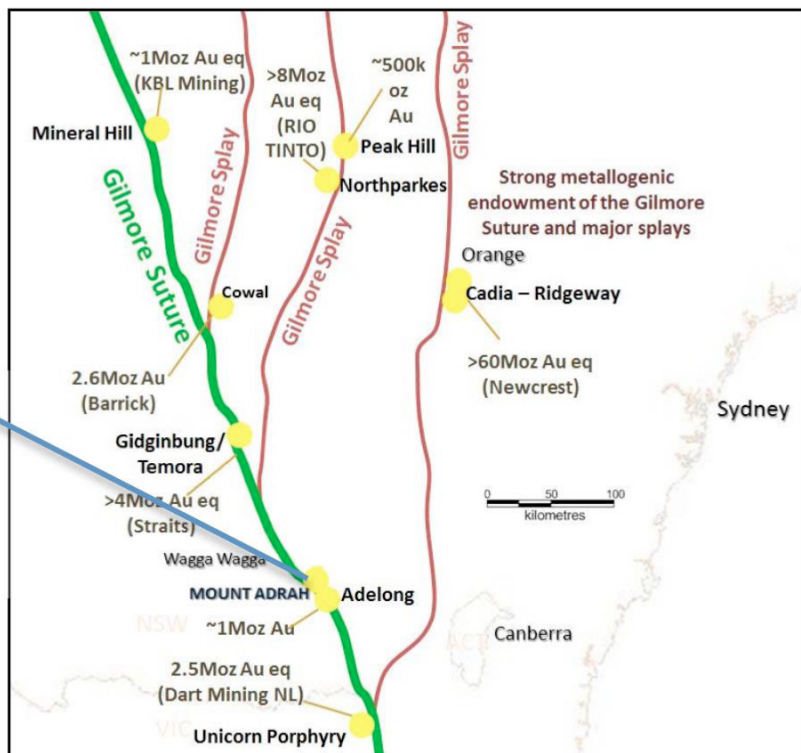 ~1Moz Au eq
(KBL Mining)
Mineral Hill
>8Moz
Au eq
(RIO
TINTO)
~500k
oz
Au
Peak Hill
Northparkes
Gilmore Splay
Gilmore Splay
Gilmore Splay
Gilmore Suture
Strong metallogenic
endowment of the Gilmore
Suture and major splays
Orange
Cadia – Ridgeway
>60Moz Au eq
(Newcrest)
Cowal
2.6Moz Au
(Barrick)
Sydney
Gidginbung/
Temora
>4Moz Au eq
(Straits)
0 50 100
kilometres
Wagga Wagga
MOUNT ADRAH
Adelong
~1Moz Au
NSW
ACT
Canberra
2.5Moz Au eq
(Dart Mining NL)
VIC
Unicorn Porphyry